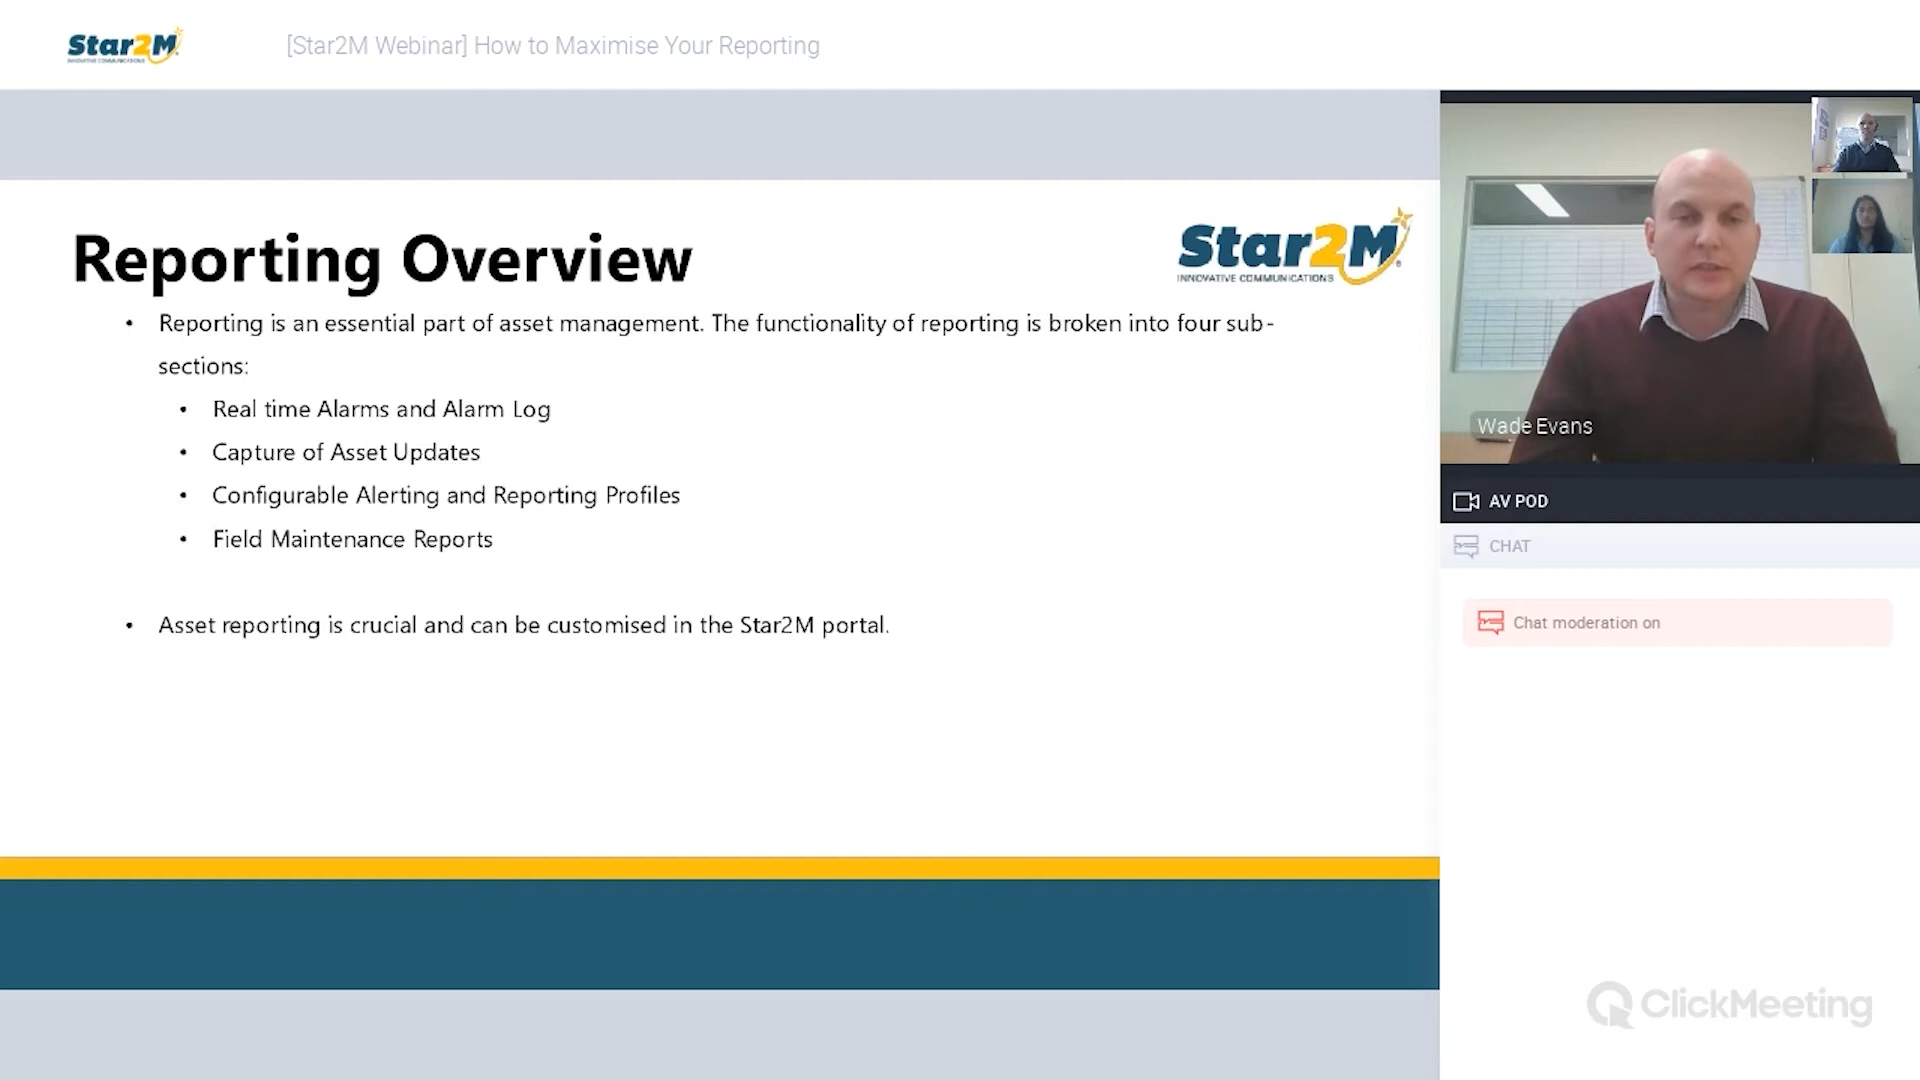 Star2M
INNOVATIVE COMMUNICATIONS
[Star2M Webinar] How to Maximise Your Reporting
Reporting Overview
Star2M
INNOVATIVE COMMUNICATIONS
• Reporting is an essential part of asset management. The functionality of reporting is broken into four sub-
sections:
• Real time Alarms and Alarm Log
• Capture of Asset Updates
• Configurable Alerting and Reporting Profiles
• Field Maintenance Reports
• Asset reporting is crucial and can be customised in the Star2M portal.
Wade Evans
AV POD
CHAT
Chat moderation on
ClickMeeting